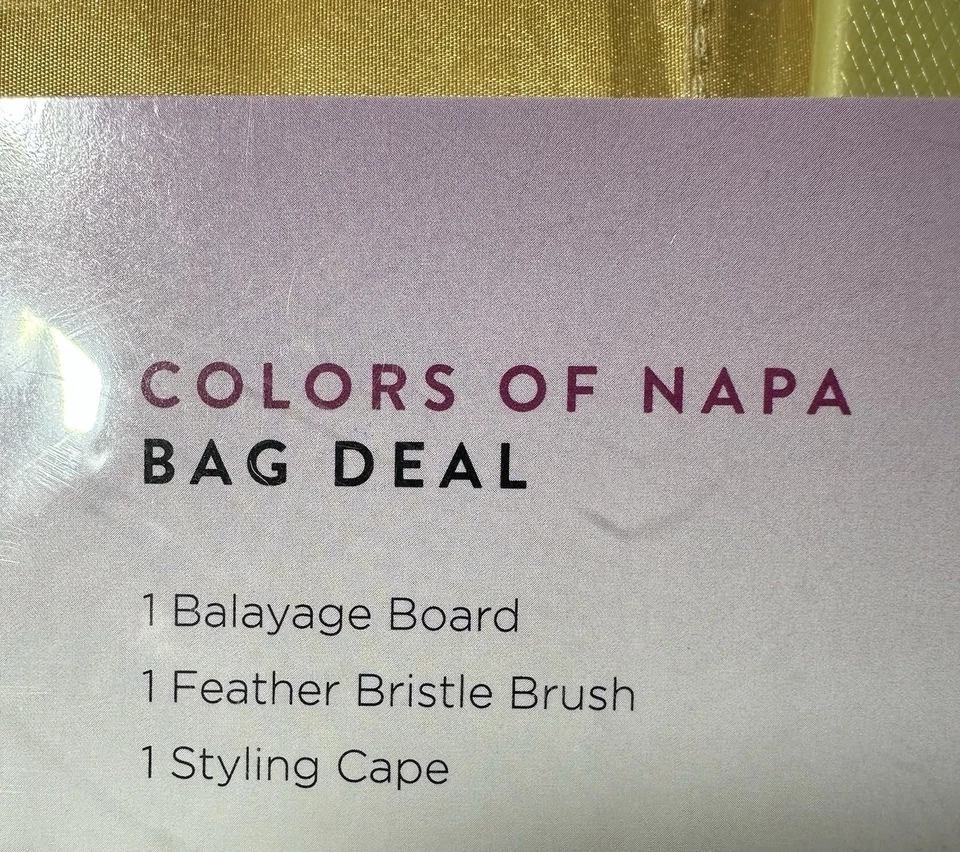 COLORS OF NAPA
BAG DEAL
1 Balayage Board
1 Feather Bristle Brush
1 Styling Cape